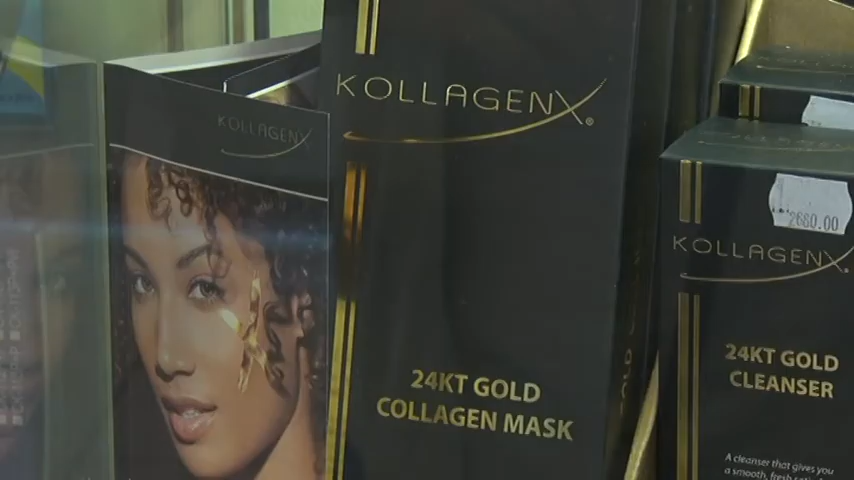 KOLLAGENX
KOLLAGENX®
24KT GOLD
COLLAGEN MASK
2660.00
KOLLAGENX®
24KT GOLD
CLEANSER
A cleanser that gives you
a smooth, fresh